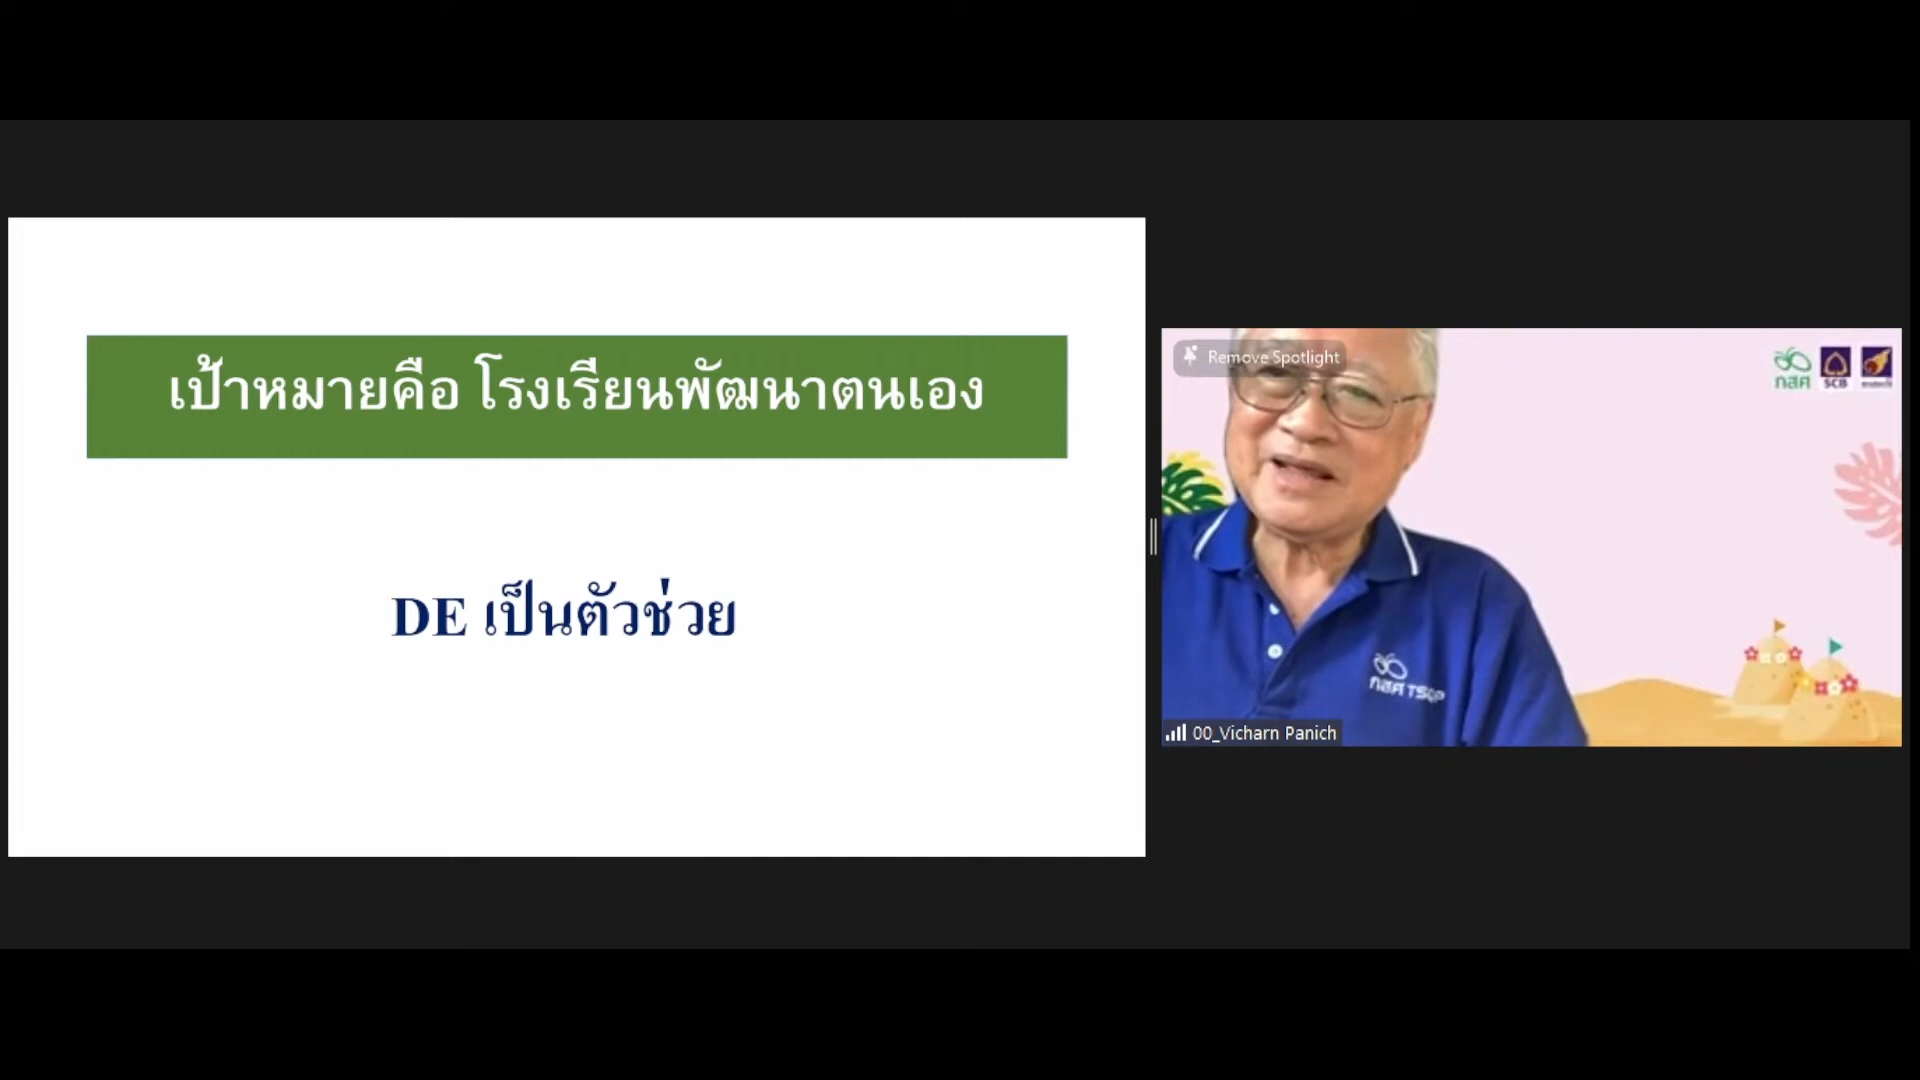 เป้าหมายคือ โรงเรียนพัฒนาตนเอง
DE เป็นตัวช่วย
Remove Spotlight
กสศ
SCB
กสศ TSQP
00_Vicharn Panich